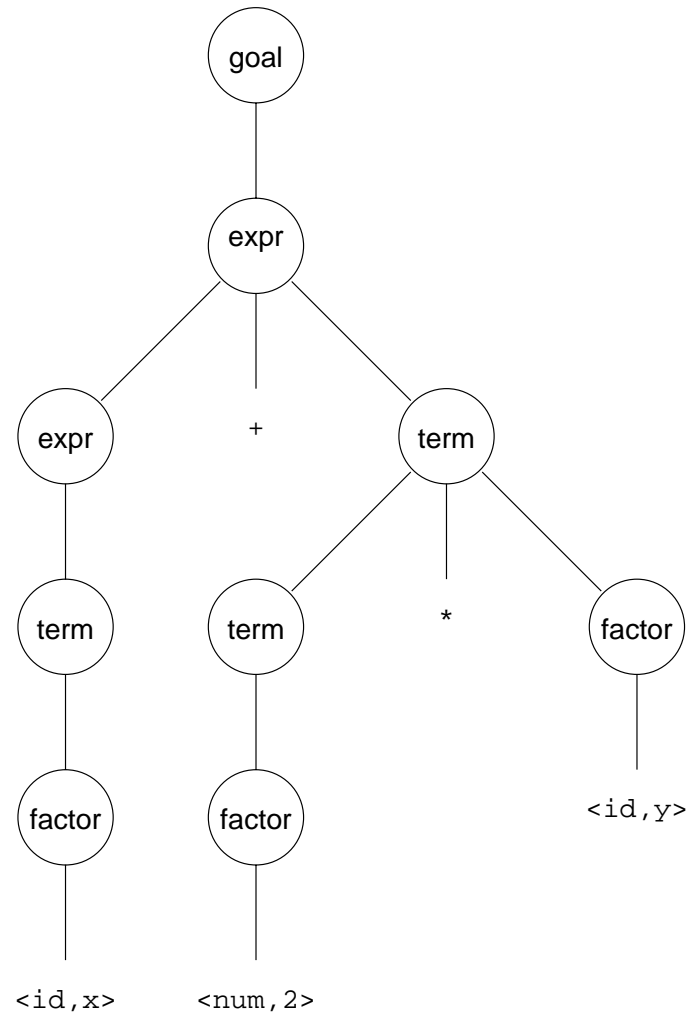 goal
expr
expr + term
term term * factor
factor factor <id,y>
<id,x> <num,2>